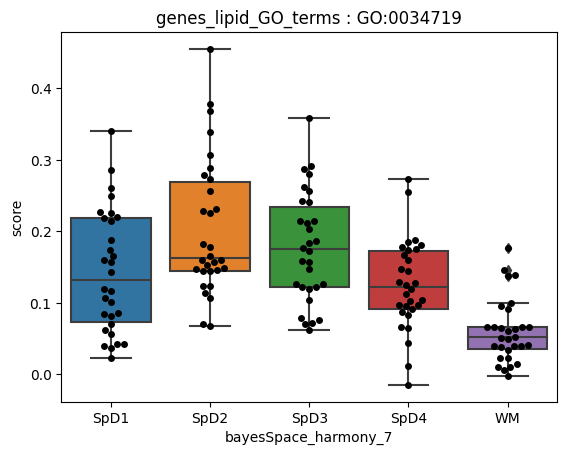 genes_lipid_GO_terms : GO:0034719
score
0.4
0.3
0.2
0.1
0.0
SpD1 SpD2 SpD3 SpD4 WM
bayesSpace_harmony_7